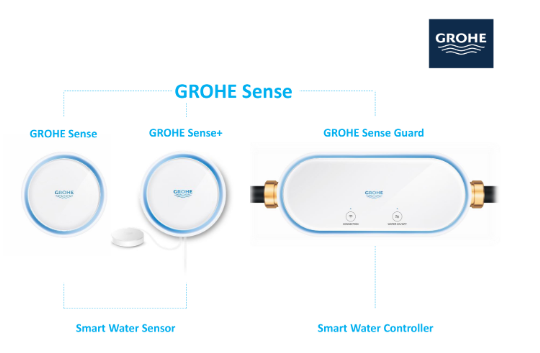 GROHE
GROHE Sense
GROHE Sense
GROHE Sense+
GROHE Sense Guard
GROHE
GROHE
GROHE
Smart Water Sensor
Smart Water Controller